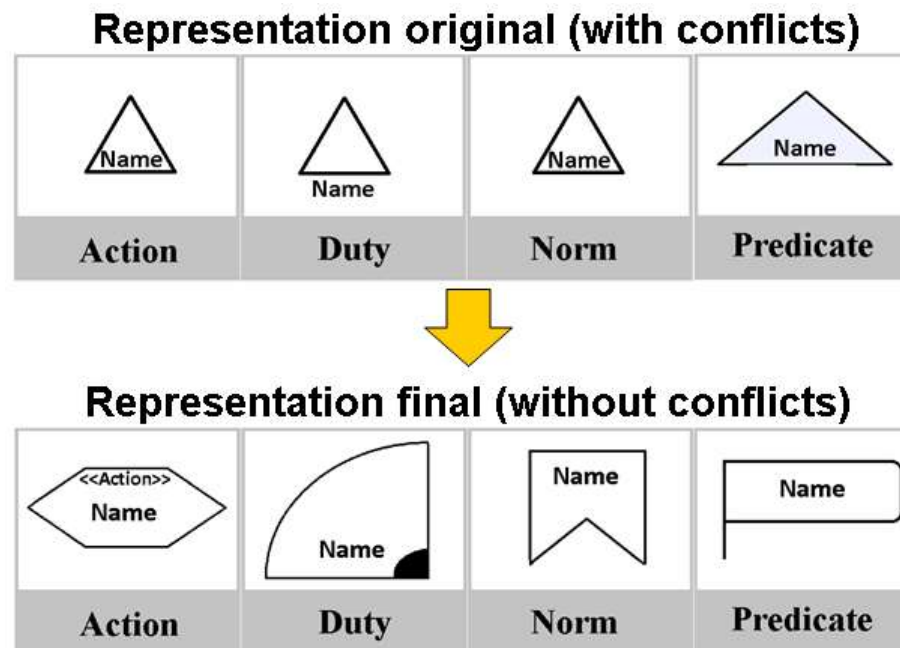 Representation original (with conflicts)
Name Name Name Name
Action Duty Norm Predicate
Representation final (without conflicts)
<<Action>>
Name Name Name Name
Action Duty Norm Predicate